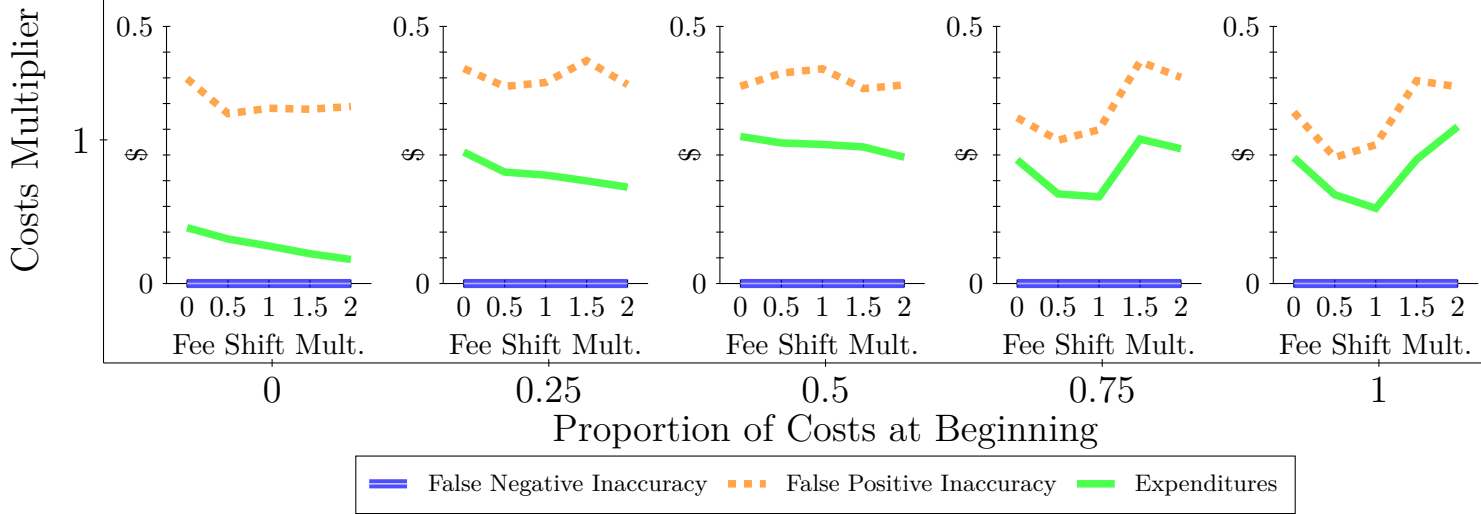 Costs Multiplier
1
0.5
$
0
0 0.5 1 1.5 2
Fee Shift Mult.
0.5
$
0
0 0.5 1 1.5 2
Fee Shift Mult.
0.5
$
0
0 0.5 1 1.5 2
Fee Shift Mult.
0.5
$
0
0 0.5 1 1.5 2
Fee Shift Mult.
0.5
$
0
0 0.5 1 1.5 2
Fee Shift Mult.
0 0.25 0.5 0.75 1
Proportion of Costs at Beginning
False Negative Inaccuracy False Positive Inaccuracy Expenditures